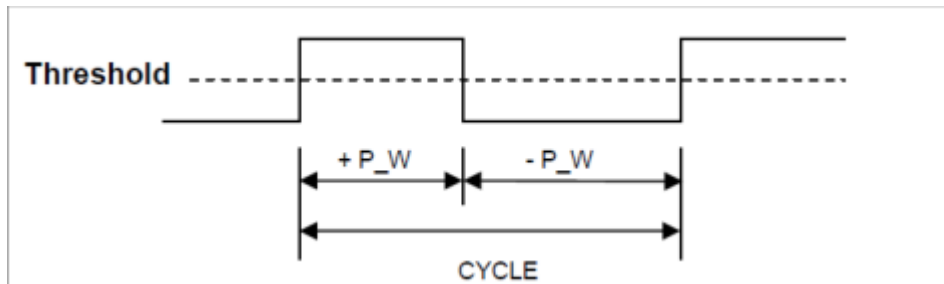 Threshold
+ P_W
- P_W
CYCLE